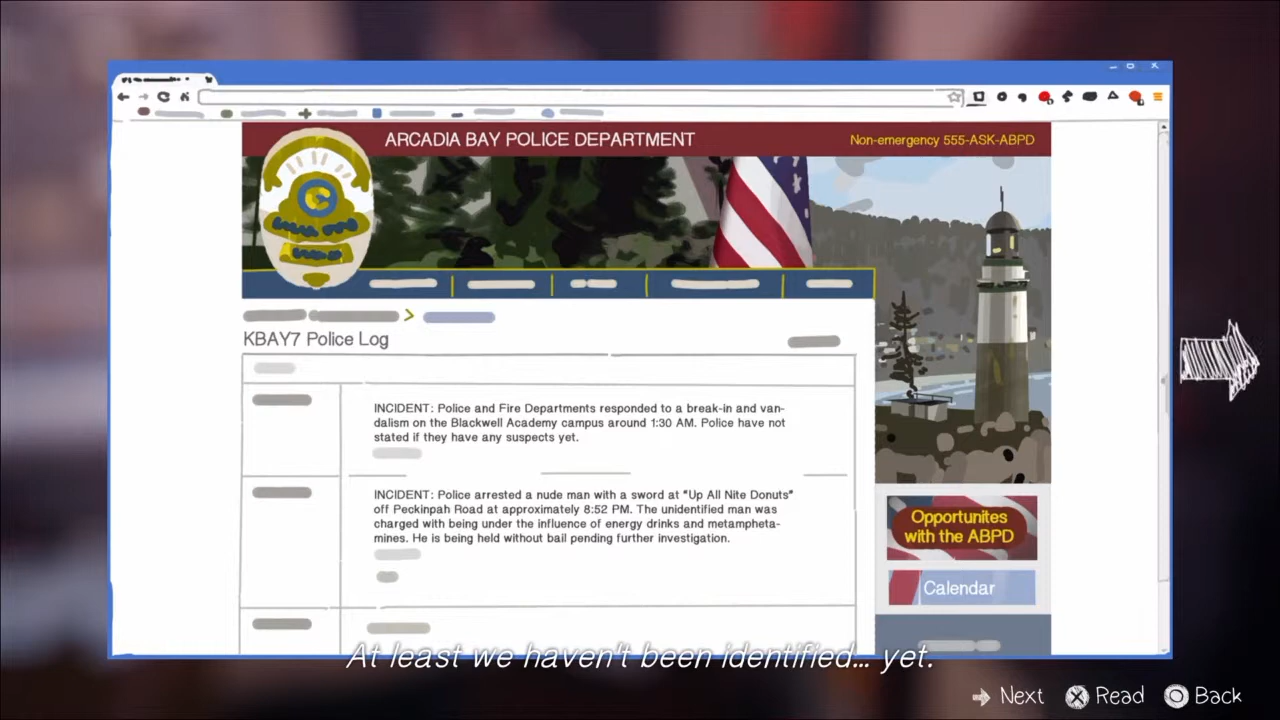 ARCADIA BAY POLICE DEPARTMENT
Non-emergency 555-ASK-ABPD
KBAY7 Police Log
INCIDENT: Police and Fire Departments responded to a break-in and van-
dalism on the Blackwell Academy campus around 1:30 AM. Police have not
stated if they have any suspects yet.
INCIDENT: Police arrested a nude man with a sword at "Up All Nite Donuts"
off Peckinpah Road at approximately 8:52 PM. The unidentified man was
charged with being under the influence of energy drinks and metampheta-
mines. He is being held without bail pending further investigation.
Opportunites
with the ABPD
Calendar
At least we haven't been identified... yet.
Next
Read
Back